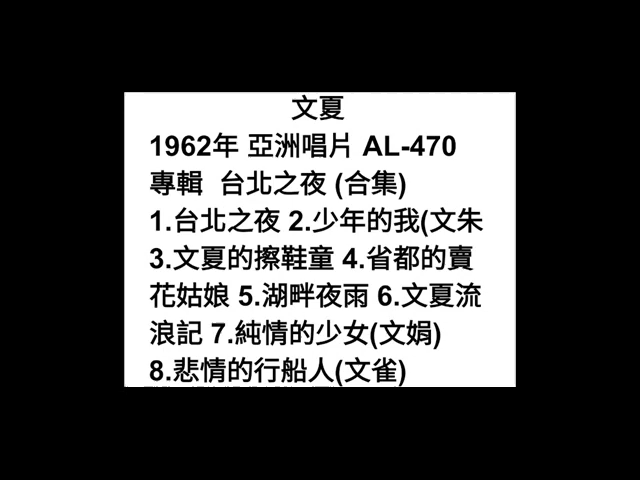 文夏
1962年 亞洲唱片 AL-470
專輯 台北之夜 (合集)
1.台北之夜 2.少年的我(文朱
3.文夏的擦鞋童 4.省都的賣
花姑娘 5.湖畔夜雨 6.文夏流
浪記 7.純情的少女(文娟)
8.悲情的行船人(文雀)